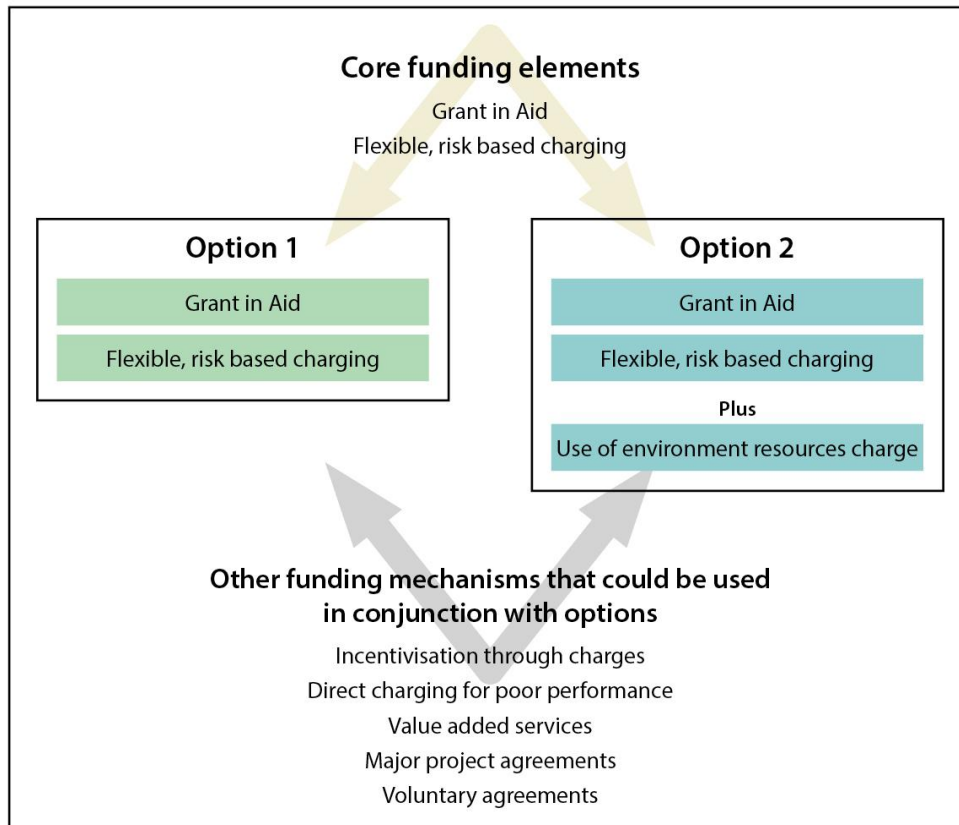 Core funding elements
Grant in Aid
Flexible, risk based charging
Option 1
Grant in Aid
Flexible, risk based charging
Option 2
Grant in Aid
Flexible, risk based charging
Plus
Use of environment resources charge
Other funding mechanisms that could be used
in conjunction with options
Incentivisation through charges
Direct charging for poor performance
Value added services
Major project agreements
Voluntary agreements